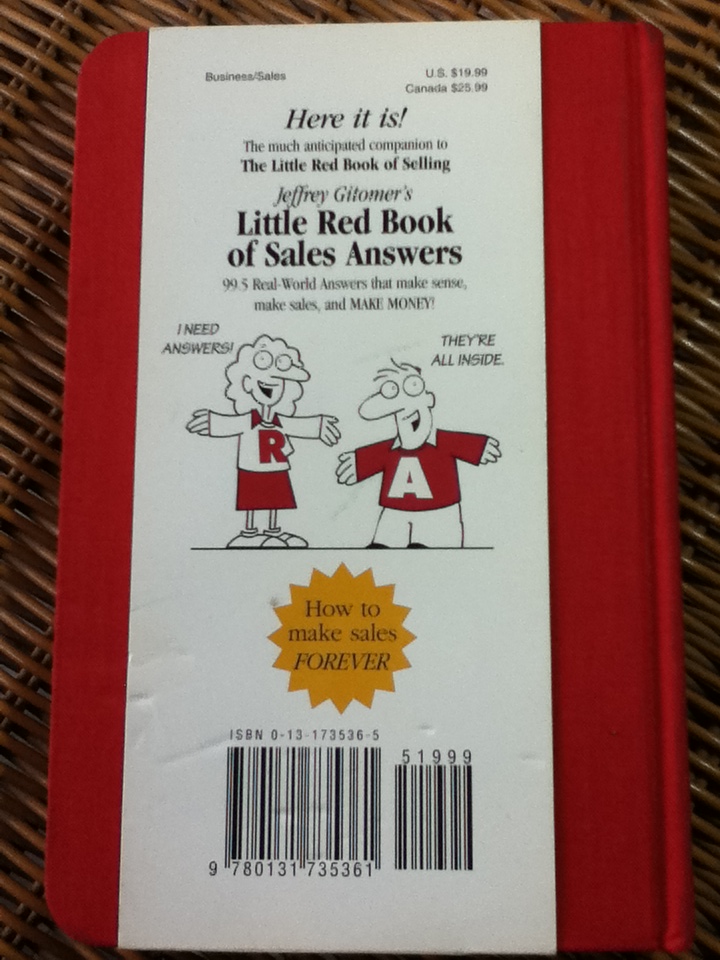 Business/Sales
U.S. $19.99
Canada $25.99
Here it is!
The much anticipated companion to
The Little Red Book of Selling
Jeffrey Gitomer's
Little Red Book
of Sales Answers
99.5 Real-World Answers that make sense,
make sales, and MAKE MONEY!
I NEED
ANSWERS!
THEY'RE
ALL INSIDE.
R
A
How to
make sales
FOREVER
ISBN 0-13-173536-5
51999
9 780131 735361